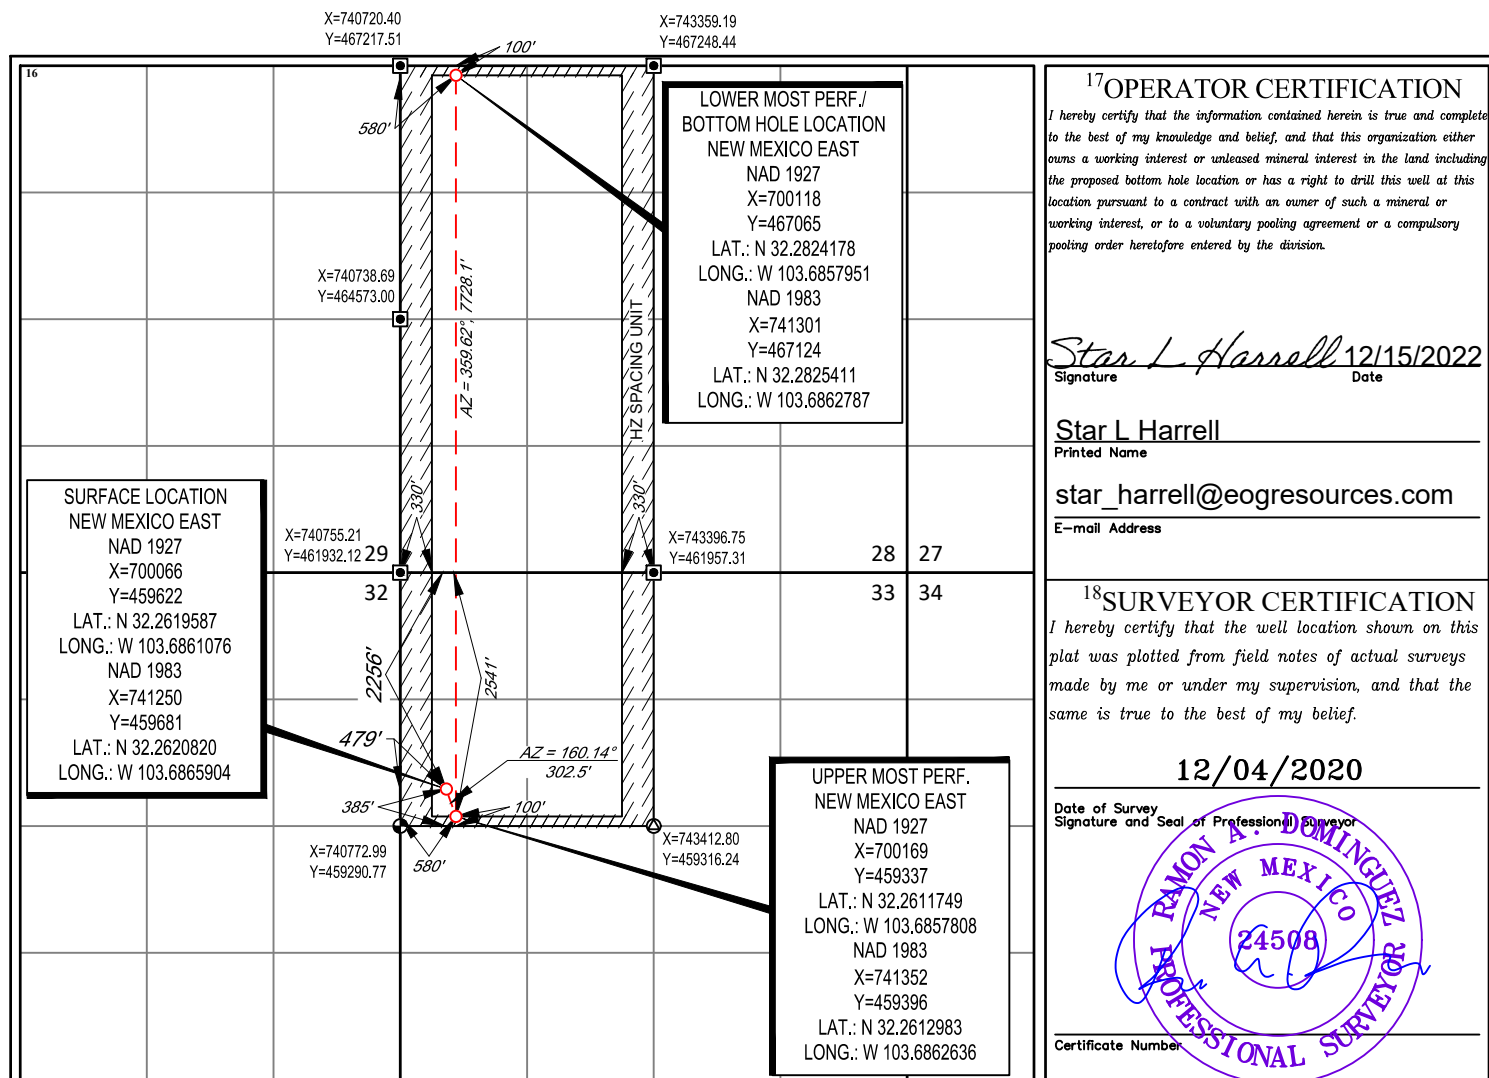 X=740720.40
Y=467217.51
X=743359.19
Y=467248.44
100'
16
580'
LOWER MOST PERF./
BOTTOM HOLE LOCATION
NEW MEXICO EAST
NAD 1927
X=700118
Y=467065
LAT.: N 32.2824178
LONG.: W 103.6857951
NAD 1983
X=741301
Y=467124
LAT.: N 32.2825411
LONG.: W 103.6862787
X=740738.69
Y=464573.00
AZ = 359.62°, 7728.1'
HZ SPACING UNIT
330'
330'
SURFACE LOCATION
NEW MEXICO EAST
NAD 1927
X=700066
Y=459622
LAT.: N 32.2619587
LONG.: W 103.6861076
NAD 1983
X=741250
Y=459681
LAT.: N 32.2620820
LONG.: W 103.6865904
X=740755.21
Y=461932.12
29
32
X=743396.75
Y=461957.31
28 27
33 34
2256'
2541'
479'
AZ = 160.14°
302.5'
385'
100'
580'
X=740772.99
Y=459290.77
X=743412.80
Y=459316.24
UPPER MOST PERF.
NEW MEXICO EAST
NAD 1927
X=700169
Y=459337
LAT.: N 32.2611749
LONG.: W 103.6857808
NAD 1983
X=741352
Y=459396
LAT.: N 32.2612983
LONG.: W 103.6862636
17OPERATOR CERTIFICATION
I hereby certify that the information contained herein is true and complete
to the best of my knowledge and belief, and that this organization either
owns a working interest or unleased mineral interest in the land including
the proposed bottom hole location or has a right to drill this well at this
location pursuant to a contract with an owner of such a mineral or
working interest, or to a voluntary pooling agreement or a compulsory
pooling order heretofore entered by the division.
Star L Harrell 12/15/2022
Signature Date
Star L Harrell
Printed Name
star_harrell@eogresources.com
E-mail Address
18SURVEYOR CERTIFICATION
I hereby certify that the well location shown on this
plat was plotted from field notes of actual surveys
made by me or under my supervision, and that the
same is true to the best of my belief.
12/04/2020
Date of Survey
Signature and Seal of Professional Surveyor
RAMON A. DOMINGUEZ
NEW MEXICO
24508
PROFESSIONAL SURVEYOR
Certificate Number